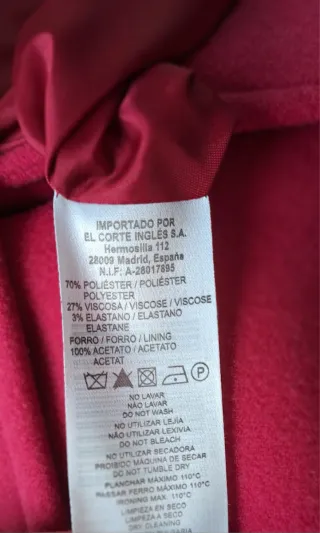 IMPORTADO POR
EL CORTE INGLES S.A.
Hermosilla 112
28009 Madrid, España
N.I.F: A-28017895
70% POLIÉSTER / POLIÉSTER
POLYESTER
27% VISCOSA / VISCOSE / VISCOSE
3% ELASTANO / ELASTANO
ELASTANE
FORRO / FORRO / LINING
100% ACETATO / ACETATO
ACETAT
P
NO LAVAR
NÃO LAVAR
DO NOT WASH
NO UTILIZAR LEJÍA
NÃO UTILIZAR LEXIVIA
DO NOT BLEACH
NO UTILIZAR SECADORA
PROIBÍDO MÁQUINA DE SECAR
DO NOT TUMBLE DRY
PLANCHAR MÁXIMO 110°C
PASSAR FERRO MÁXIMO 110°C
IRONING MAX. 110°C
LIMPIEZA EN SECO
LIMPEZA A SECO
DRY CLEANING